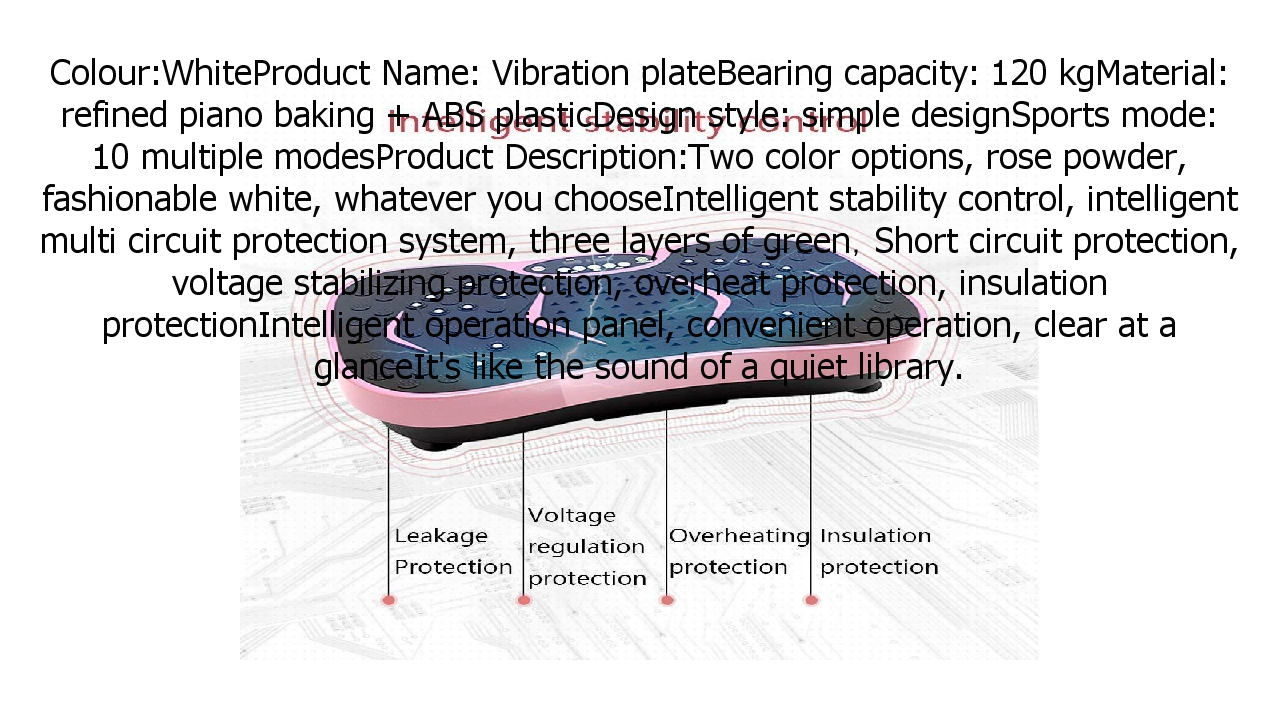 Colour:WhiteProduct Name: Vibration plateBearing capacity: 120 kgMaterial:
refined piano baking + ABS plasticDesign style: simple designSports mode:
Intelligent stability control
10 multiple modesProduct Description:Two color options, rose powder,
fashionable white, whatever you chooseIntelligent stability control, intelligent
multi circuit protection system, three layers of green, Short circuit protection,
voltage stabilizing protection, overheat protection, insulation
protectionIntelligent operation panel, convenient operation, clear at a
glanceIt's like the sound of a quiet library.
Leakage
Protection
Voltage
regulation
protection
Overheating
protection
Insulation
protection